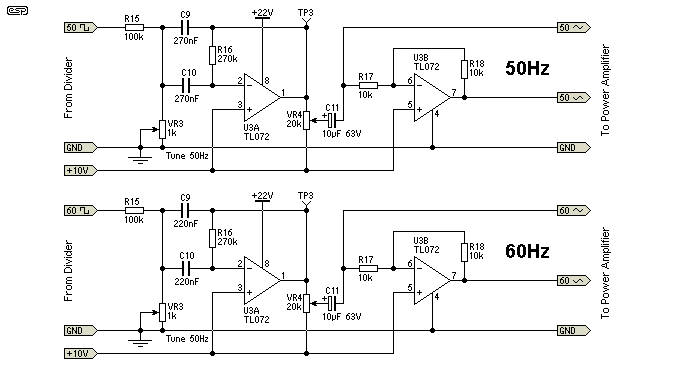 esp
+22V
TP3
50
R15
100k
C9
270nF
R16
270k
C10
270nF
2
8
1
3
U3A
TL072
VR3
1k
Tune 50Hz
VR4
20k
+
C11
10µF 63V
R17
10k
U3B
TL072
6
5
7
4
R18
10k
50Hz
50
50
GND
GND
+10V
From Divider
To Power Amplifier
+22V
TP3
60
R15
100k
C9
220nF
R16
270k
C10
220nF
2
8
1
3
U3A
TL072
VR3
1k
Tune 50Hz
VR4
20k
+
C11
10µF 63V
R17
10k
U3B
TL072
6
5
7
4
R18
10k
60Hz
60
60
GND
GND
+10V
From Divider
To Power Amplifier